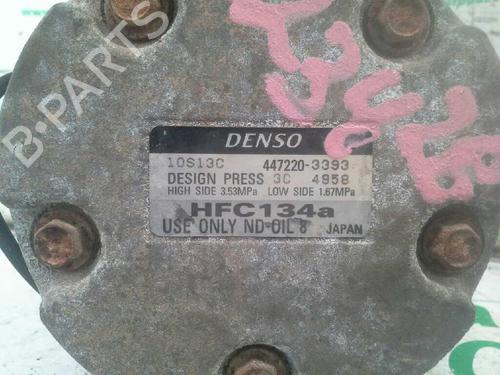 B-PARTS
DENSO
10S13C 447220-3393
DESIGN PRESS 3C 4958
HIGH SIDE 3.53MPa LOW SIDE 1.67MPa
HFC134a
USE ONLY ND-OIL 8 JAPAN